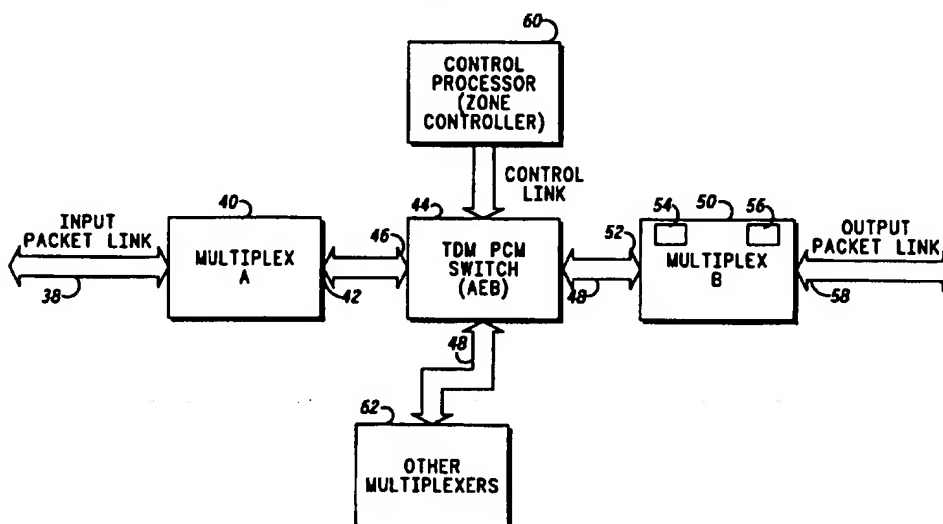 60
CONTROL
PROCESSOR
(ZONE
CONTROLLER)
CONTROL
LINK
INPUT
PACKET LINK
38
40
MULTIPLEX
A
42
46
44
TDM PCM
SWITCH
(AEB)
48
52
48
54
50
56
MULTIPLEX
B
OUTPUT
PACKET LINK
58
62
OTHER
MULTIPLEXERS